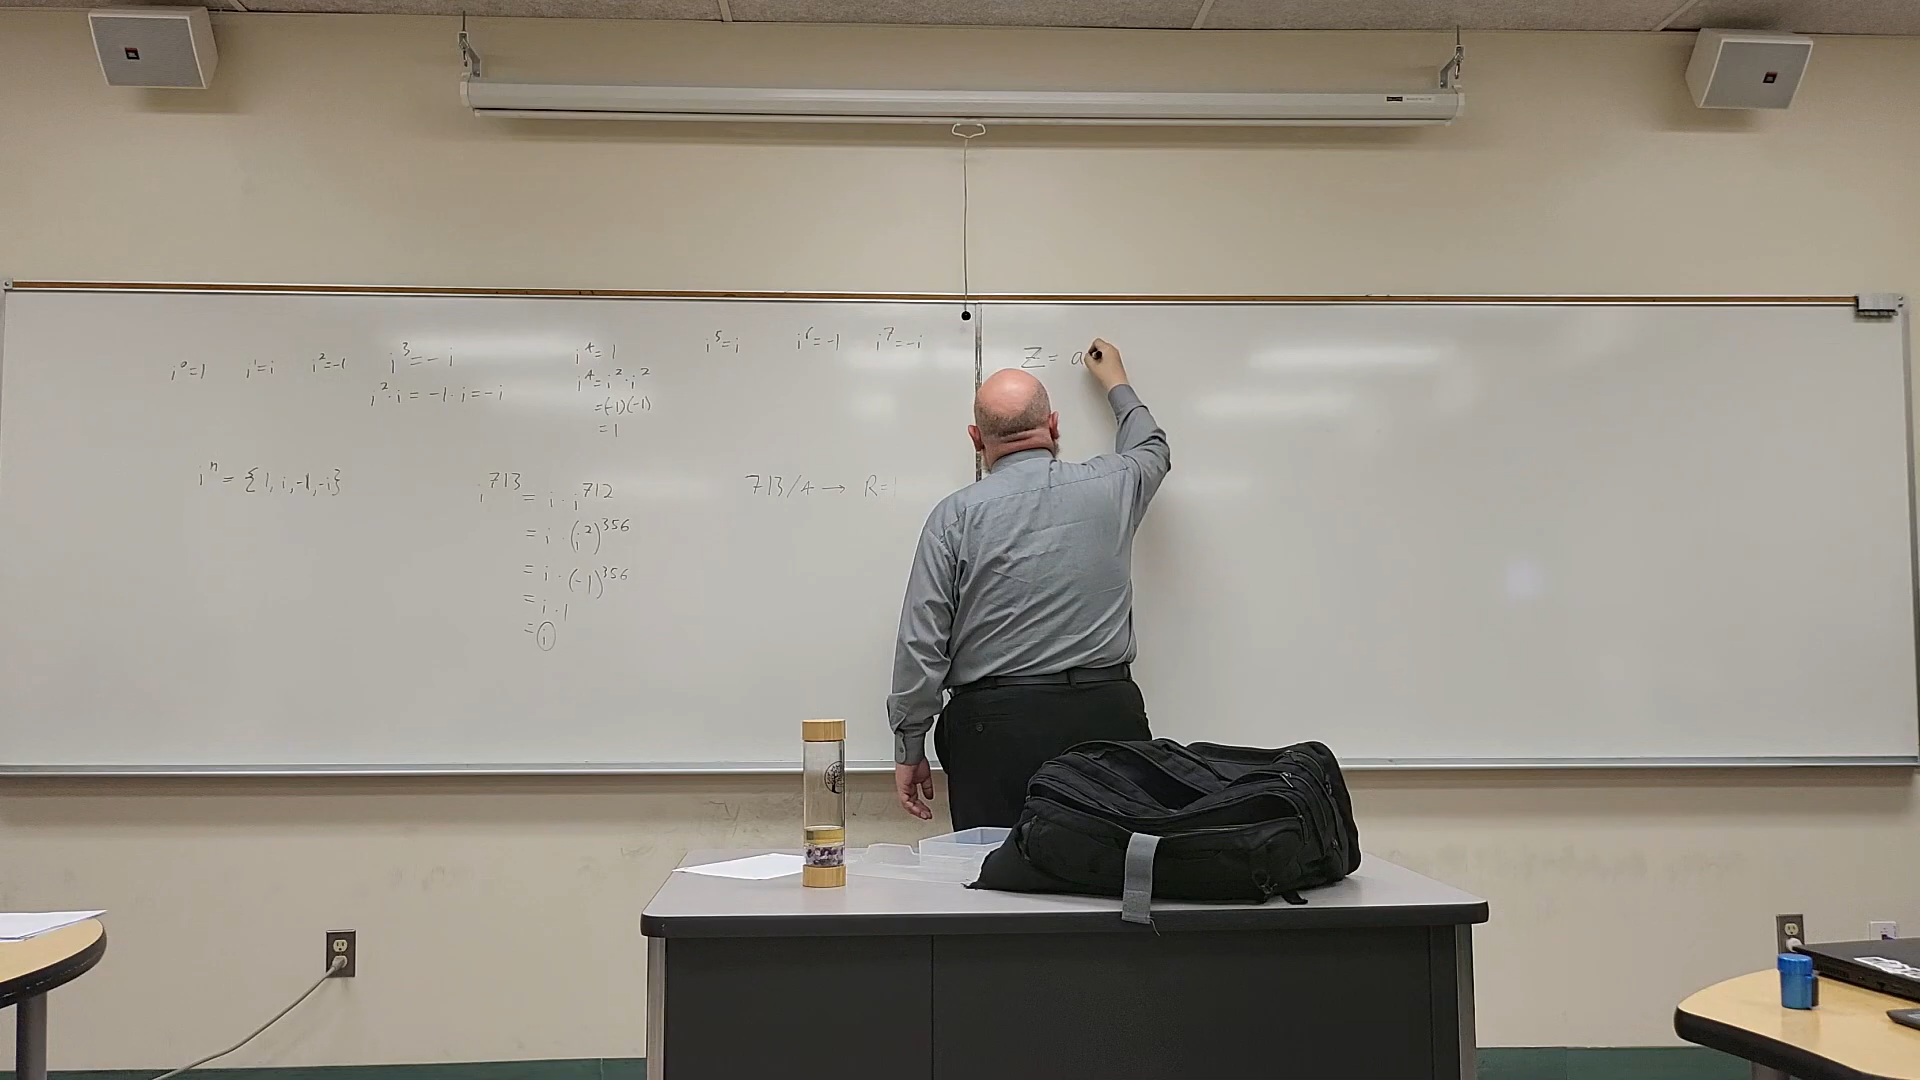 i⁰=1 i¹=i i²=-1 i³=-i i⁴=1 i⁵=i i⁶=-1 i⁷=-i
i²·i=-1·i=-i
i⁴=i²·i²
=(-1)(-1)
=1
iⁿ={1,i,-1,-i}
i⁷¹³=i·i⁷¹²
=i·(i²)³⁵⁶
=i·(-1)³⁵⁶
=i·1
=i
713/4→R=1
Z=a